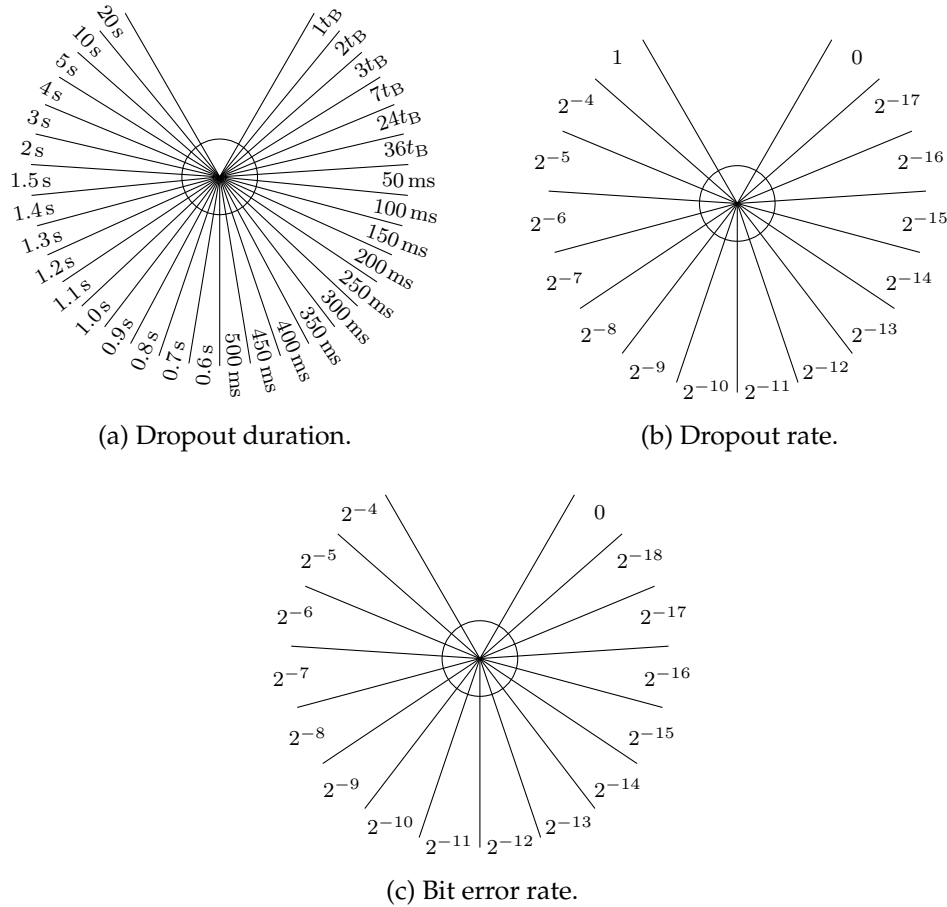 20 s
10 s
5 s
4 s
3 s
2 s
1.5 s
1.4 s
1.3 s
1.2 s
1.1 s
1.0 s
0.9 s
0.8 s
0.7 s
0.6 s
500 ms
450 ms
400 ms
350 ms
300 ms
250 ms
200 ms
150 ms
100 ms
50 ms
36t_B
24t_B
7t_B
3t_B
2t_B
1t_B
(a) Dropout duration.
1
2^{-4}
2^{-5}
2^{-6}
2^{-7}
2^{-8}
2^{-9}
2^{-10}
2^{-11}
2^{-12}
2^{-13}
2^{-14}
2^{-15}
2^{-16}
2^{-17}
0
(b) Dropout rate.
2^{-4}
2^{-5}
2^{-6}
2^{-7}
2^{-8}
2^{-9}
2^{-10}
2^{-11}
2^{-12}
2^{-13}
2^{-14}
2^{-15}
2^{-16}
2^{-17}
2^{-18}
0
(c) Bit error rate.